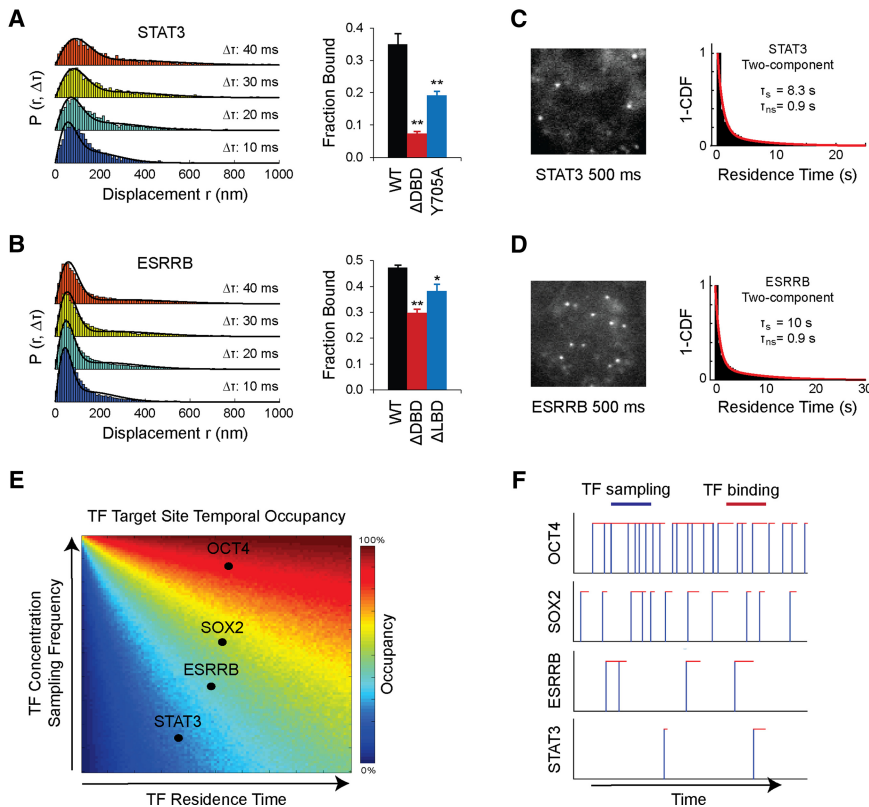 A
STAT3
P (r, Δτ)
Δτ: 40 ms
Δτ: 30 ms
Δτ: 20 ms
Δτ: 10 ms
0 200 400 600 800 1000
Displacement r (nm)
Fraction Bound
0.4
0.3
0.2
0.1
0.0
**
**
WT
ΔDBD
Y705A
B
ESRRB
P (r, Δτ)
Δτ: 40 ms
Δτ: 30 ms
Δτ: 20 ms
Δτ: 10 ms
0 200 400 600 800 1000
Displacement r (nm)
Fraction Bound
0.5
0.4
0.3
0.2
0.1
0.0
**
*
WT
ΔDBD
ΔLBD
C
STAT3 500 ms
1-CDF
1
0
STAT3
Two-component
τs = 8.3 s
τns = 0.9 s
0 10 20
Residence Time (s)
D
ESRRB 500 ms
1-CDF
1
0
ESRRB
Two-component
τs = 10 s
τns = 0.9 s
0 10 20 30
Residence Time (s)
E
TF Target Site Temporal Occupancy
TF Concentration
Sampling Frequency
OCT4
SOX2
ESRRB
STAT3
100%
Occupancy
0%
TF Residence Time
F
TF sampling
TF binding
OCT4
SOX2
ESRRB
STAT3
Time